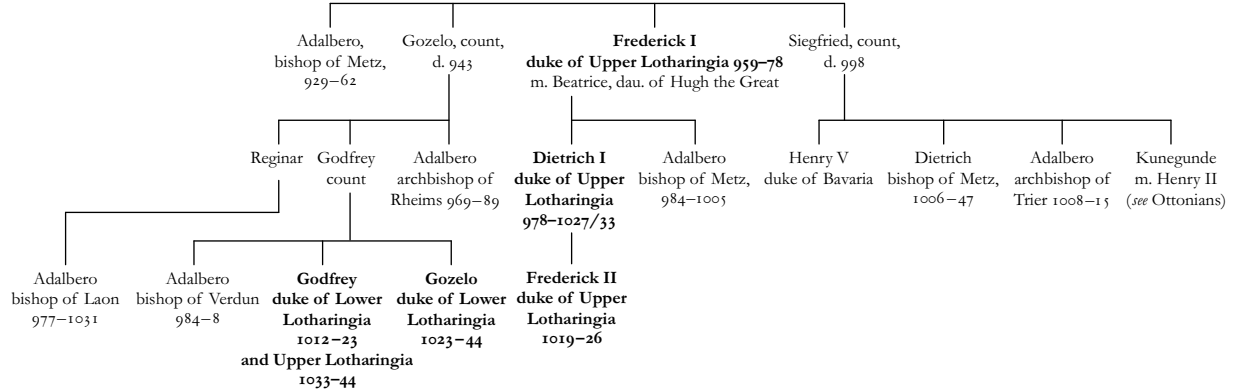 Adalbero,
bishop of Metz,
929–62
Gozelo, count,
d. 943
Frederick I
duke of Upper Lotharingia 959–78
m. Beatrice, dau. of Hugh the Great
Siegfried, count,
d. 998
Reginar
Godfrey
count
Adalbero
archbishop of
Rheims 969–89
Dietrich I
duke of Upper
Lotharingia
978–1027/33
Adalbero
bishop of Metz,
984–1005
Henry V
duke of Bavaria
Dietrich
bishop of Metz,
1006–47
Adalbero
archbishop of
Trier 1008–15
Kunegunde
m. Henry II
(see Ottonians)
Adalbero
bishop of Laon
977–1031
Adalbero
bishop of Verdun
984–8
Godfrey
duke of Lower
Lotharingia
1012–23
and Upper Lotharingia
1033–44
Gozelo
duke of Lower
Lotharingia
1023–44
Frederick II
duke of Upper
Lotharingia
1019–26